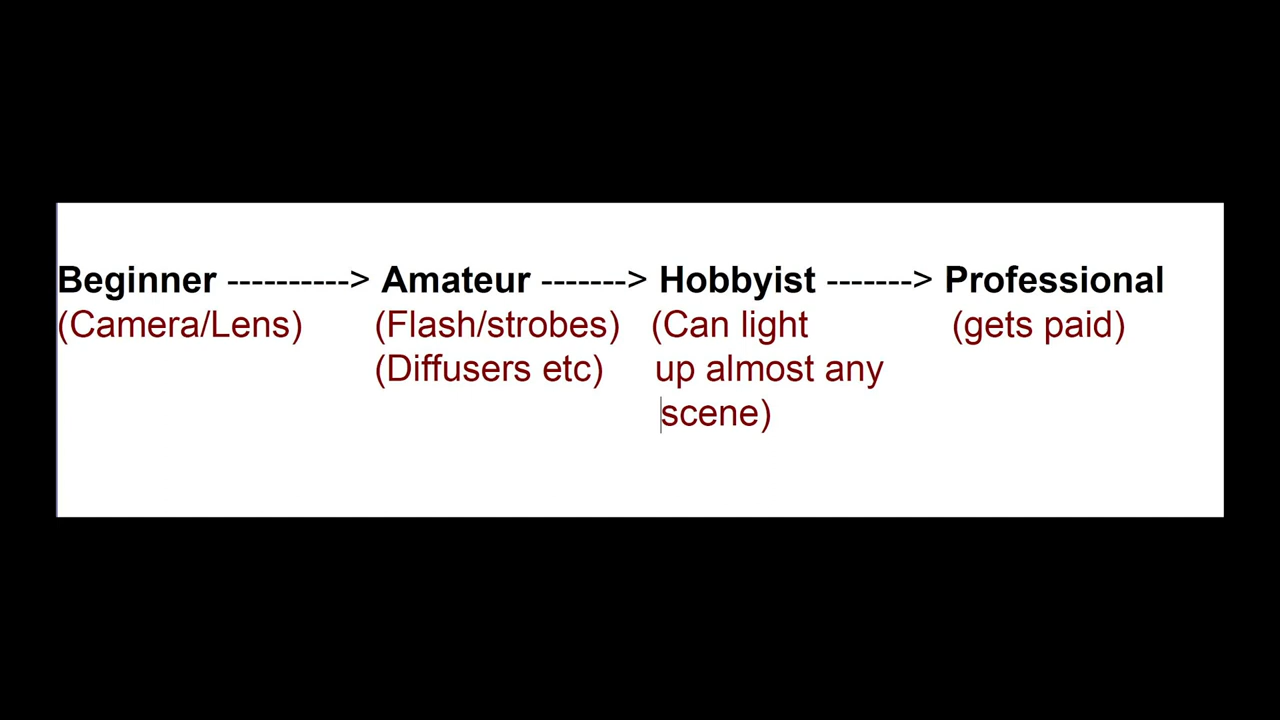 Beginner ----------> Amateur -------> Hobbyist -------> Professional
(Camera/Lens) (Flash/strobes) (Can light (gets paid)
(Diffusers etc) up almost any
scene)